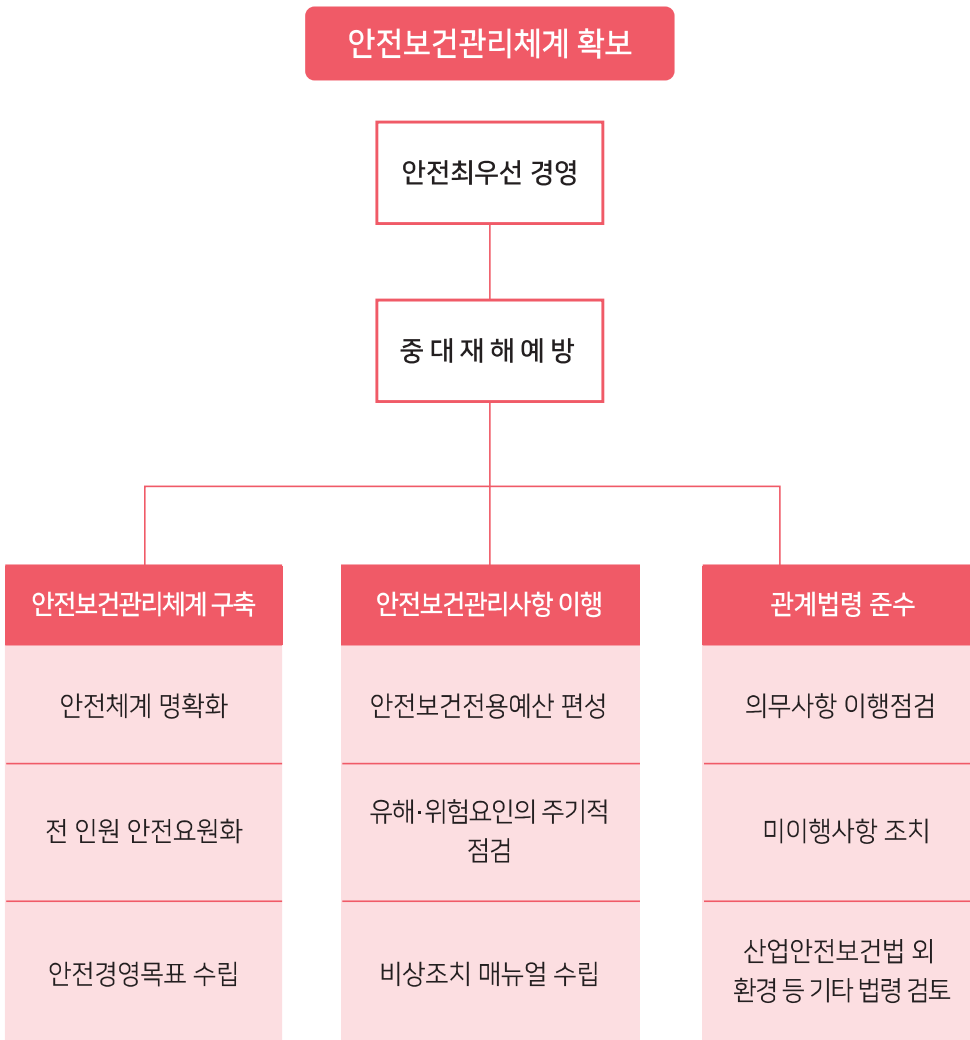 안전보건관리체계 확보
안전최우선 경영
중 대 재 해 예 방
안전보건관리체계 구축
안전체계 명확화
전 인원 안전요원화
안전경영목표 수립
안전보건관리사항 이행
안전보건전용예산 편성
유해·위험요인의 주기적
점검
비상조치 매뉴얼 수립
관계법령 준수
의무사항 이행점검
미이행사항 조치
산업안전보건법 외
환경 등 기타 법령 검토